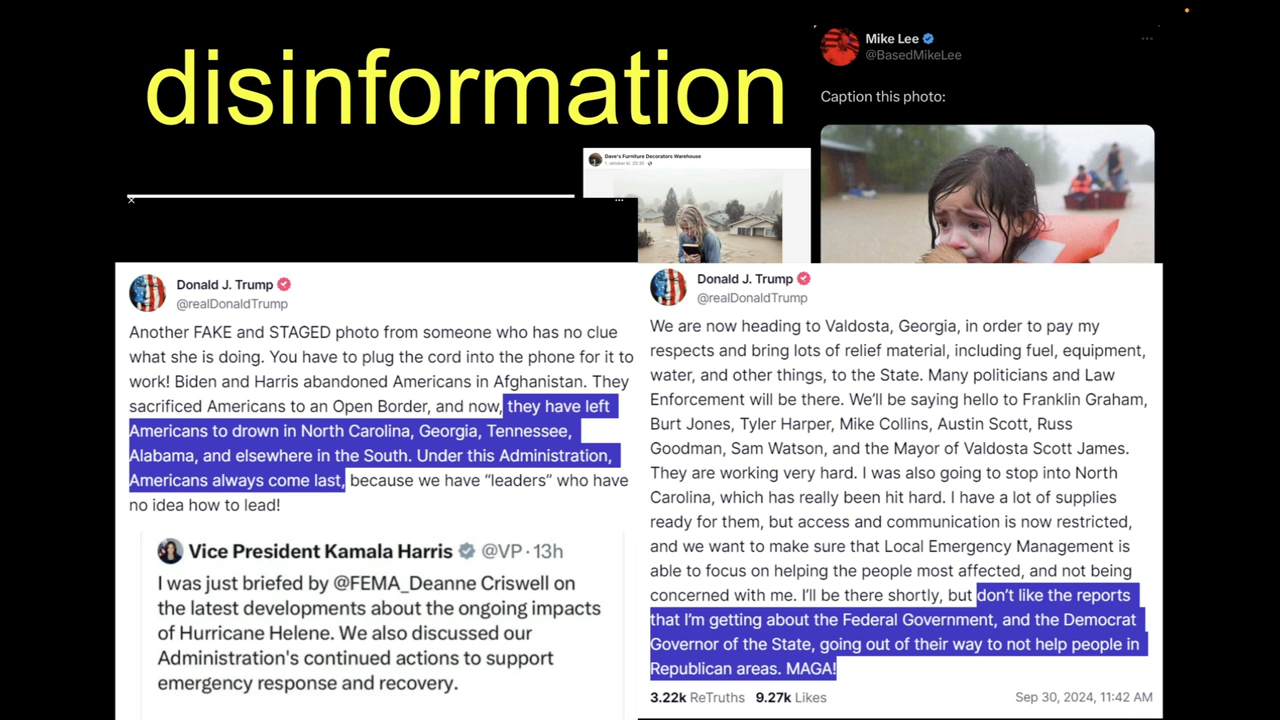 disinformation
Mike Lee
@BasedMikeLee
Caption this photo:
Dave's Furniture Decorators Warehouse
Donald J. Trump
@realDonaldTrump
Another FAKE and STAGED photo from someone who has no clue
what she is doing. You have to plug the cord into the phone for it to
work! Biden and Harris abandoned Americans in Afghanistan. They
sacrificed Americans to an Open Border, and now, they have left
Americans to drown in North Carolina, Georgia, Tennessee,
Alabama, and elsewhere in the South. Under this Administration,
Americans always come last, because we have “leaders” who have
no idea how to lead!
Vice President Kamala Harris @VP · 13h
I was just briefed by @FEMA_Deanne Criswell on
the latest developments about the ongoing impacts
of Hurricane Helene. We also discussed our
Administration's continued actions to support
emergency response and recovery.
Donald J. Trump
@realDonaldTrump
We are now heading to Valdosta, Georgia, in order to pay my
respects and bring lots of relief material, including fuel, equipment,
water, and other things, to the State. Many politicians and Law
Enforcement will be there. We’ll be saying hello to Franklin Graham,
Burt Jones, Tyler Harper, Mike Collins, Austin Scott, Russ
Goodman, Sam Watson, and the Mayor of Valdosta Scott James.
They are working very hard. I was also going to stop into North
Carolina, which has really been hit hard. I have a lot of supplies
ready for them, but access and communication is now restricted,
and we want to make sure that Local Emergency Management is
able to focus on helping the people most affected, and not being
concerned with me. I’ll be there shortly, but don’t like the reports
that I’m getting about the Federal Government, and the Democrat
Governor of the State, going out of their way to not help people in
Republican areas. MAGA!
3.22k ReTruths 9.27k Likes Sep 30, 2024, 11:42 AM